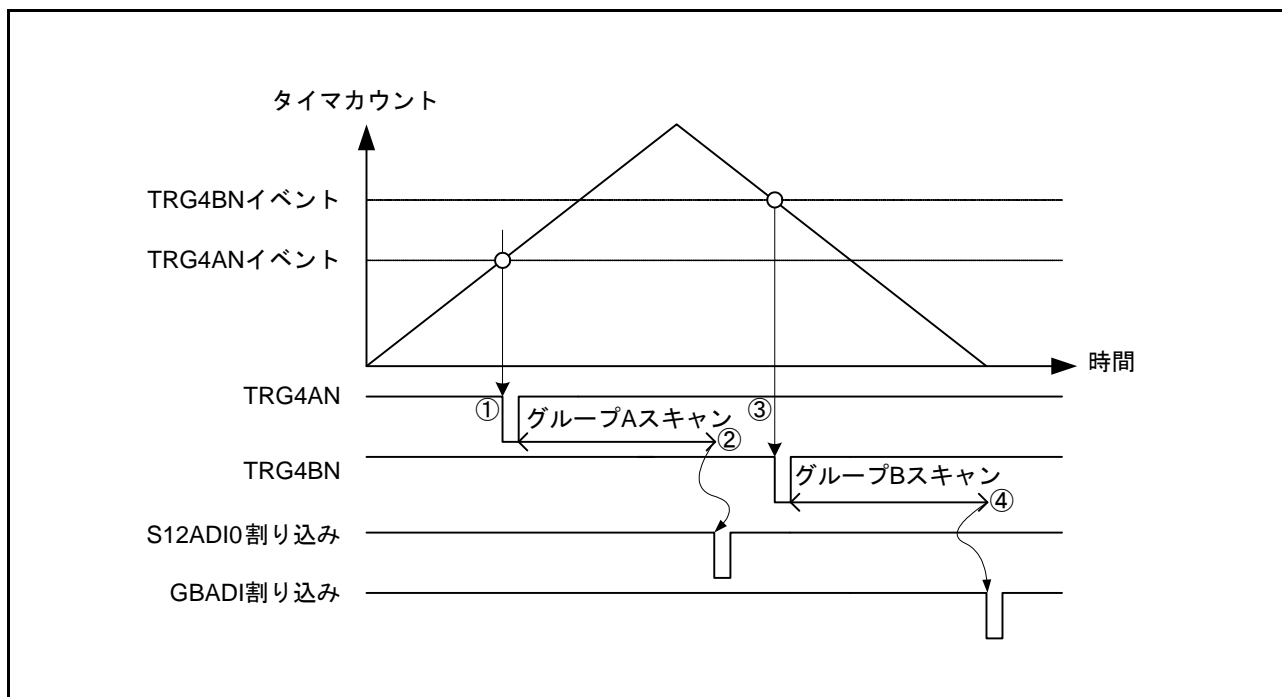 タイマカウント
TRG4BNイベント
TRG4ANイベント
時間
TRG4AN
①
グループAスキャン
②
③
TRG4BN
グループBスキャン
④
S12ADI0割り込み
GBADI割り込み